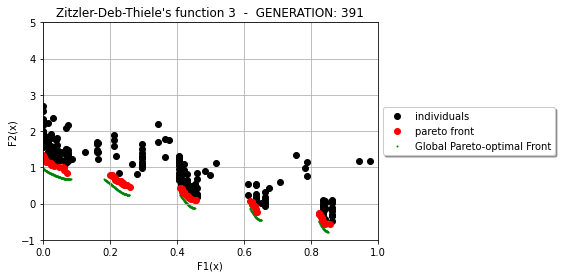 Zitzler-Deb-Thiele's function 3 - GENERATION: 391
5
4
3
2
1
0
−1
F2(x)
0.0 0.2 0.4 0.6 0.8 1.0
F1(x)
individuals
pareto front
Global Pareto-optimal Front